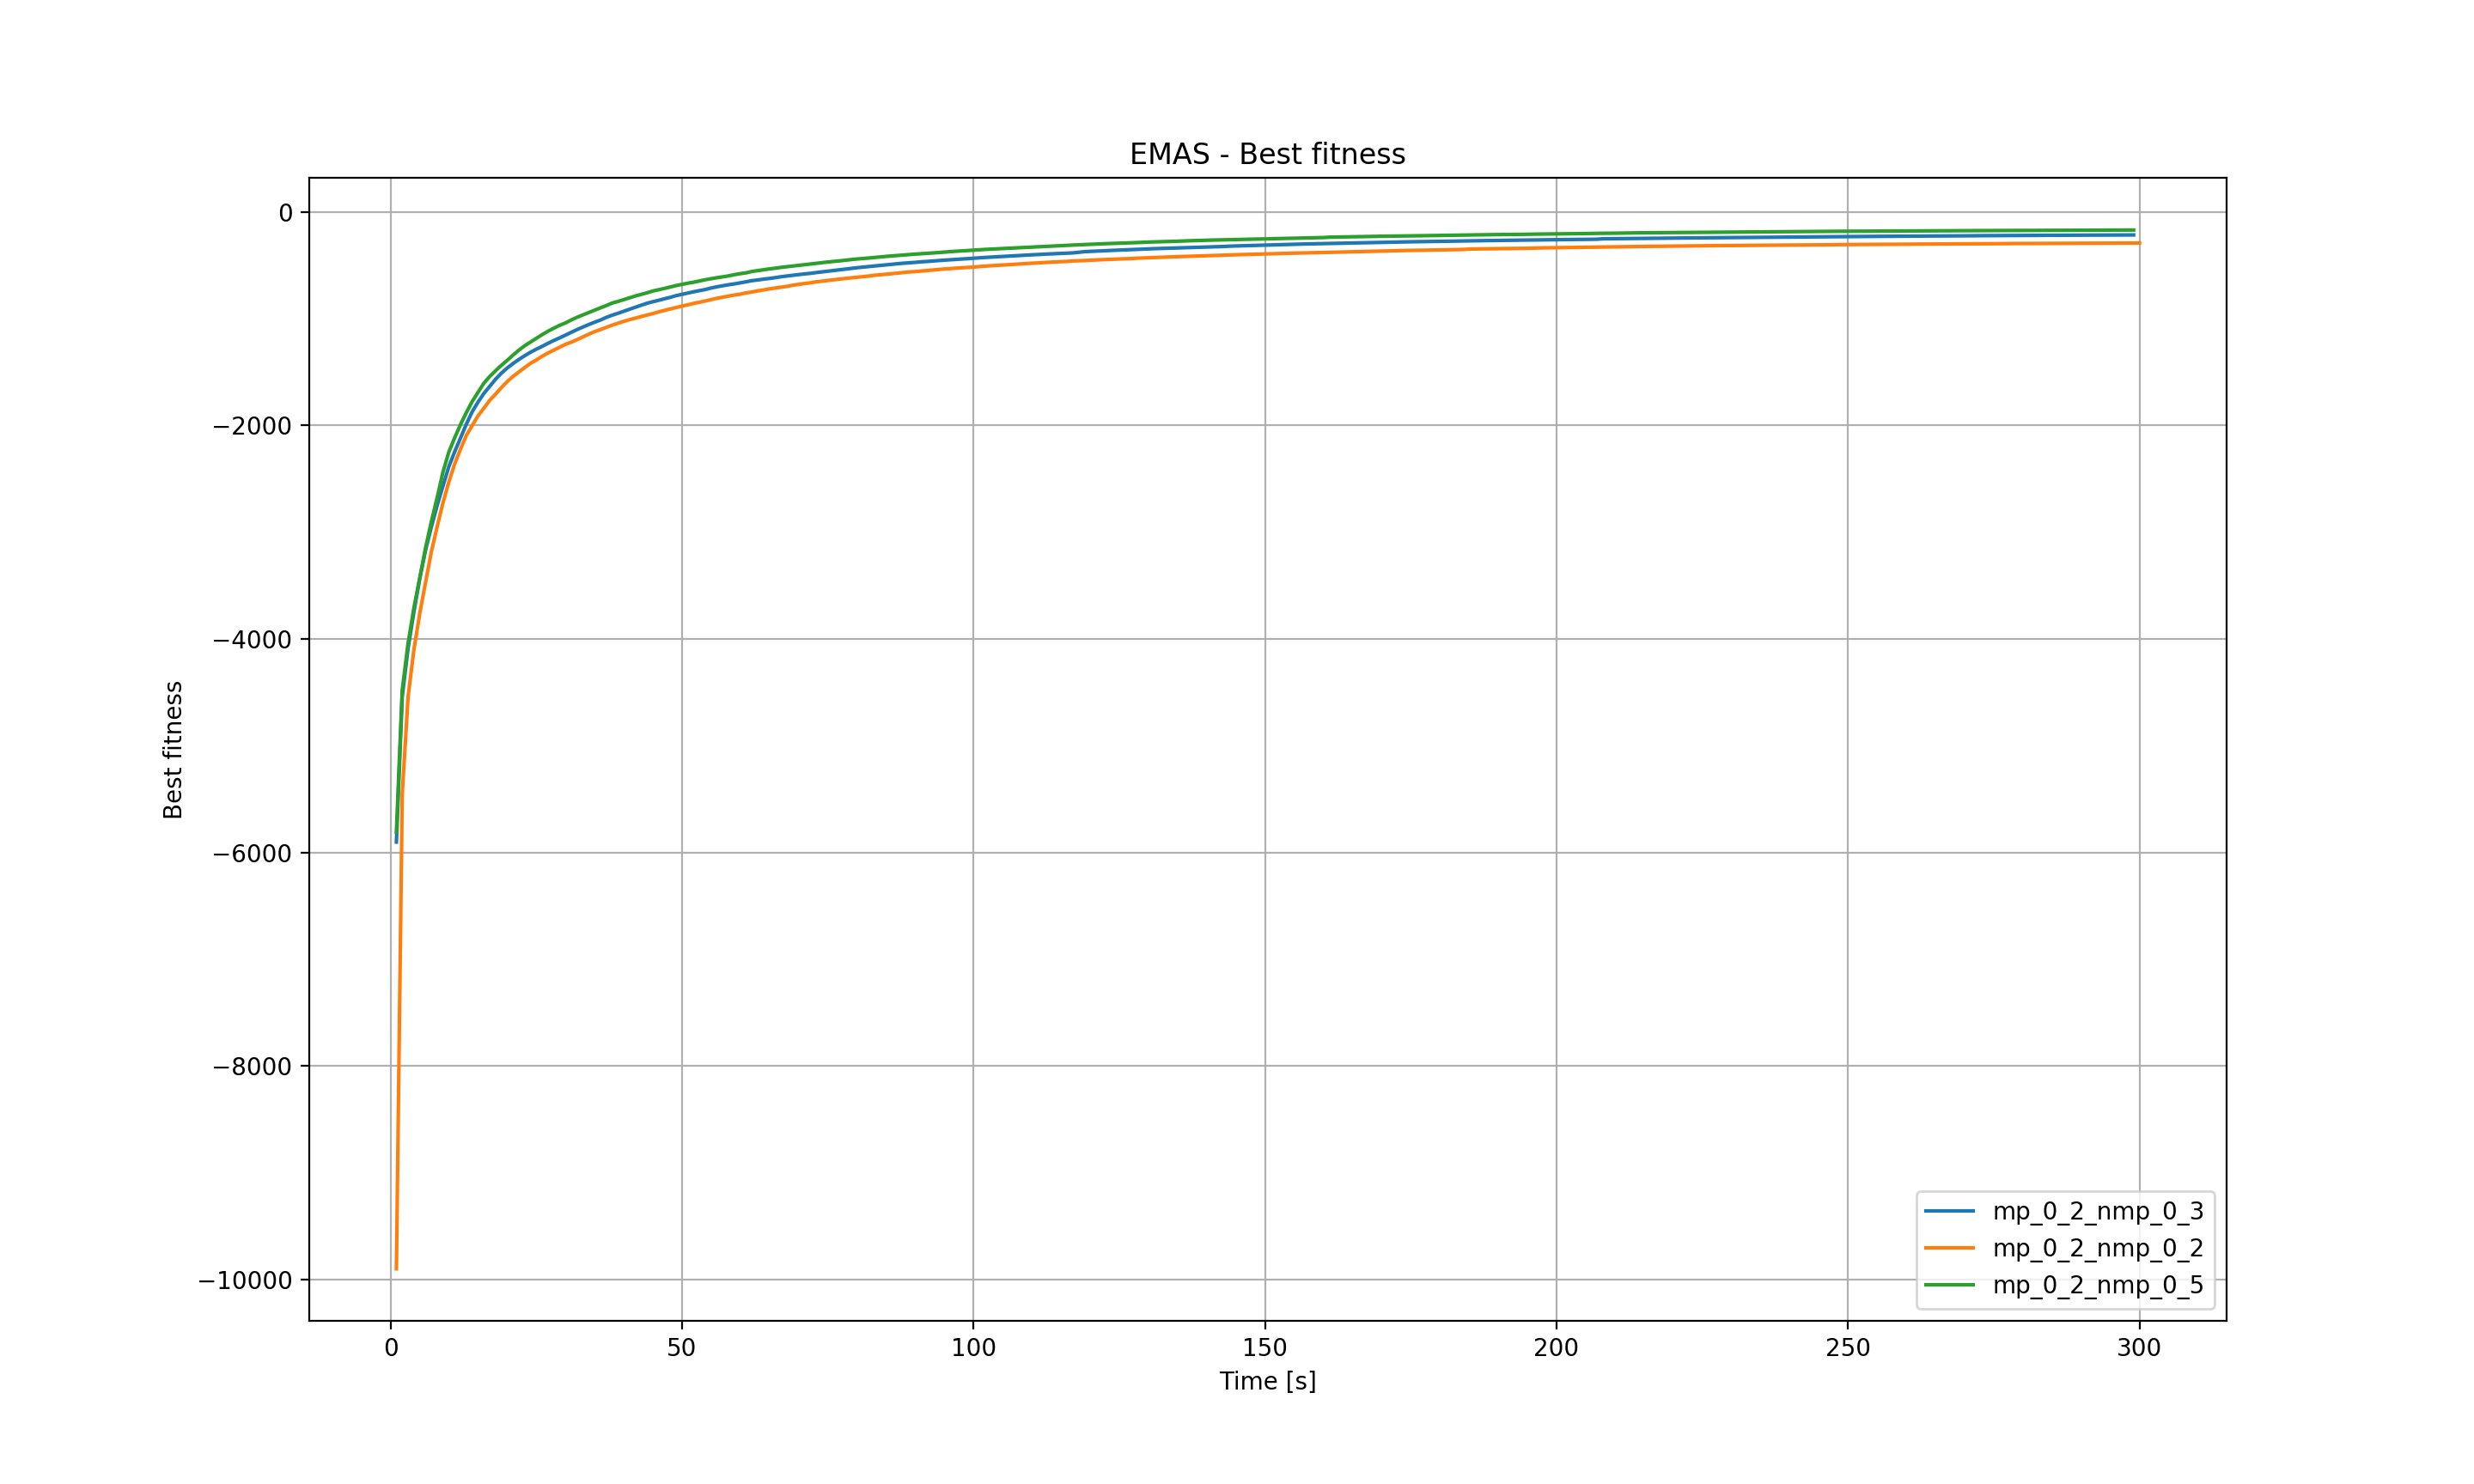 EMAS - Best fitness
0
−2000
−4000
−6000
−8000
−10000
Best fitness
0 50 100 150 200 250 300
Time [s]
mp_0_2_nmp_0_3
mp_0_2_nmp_0_2
mp_0_2_nmp_0_5